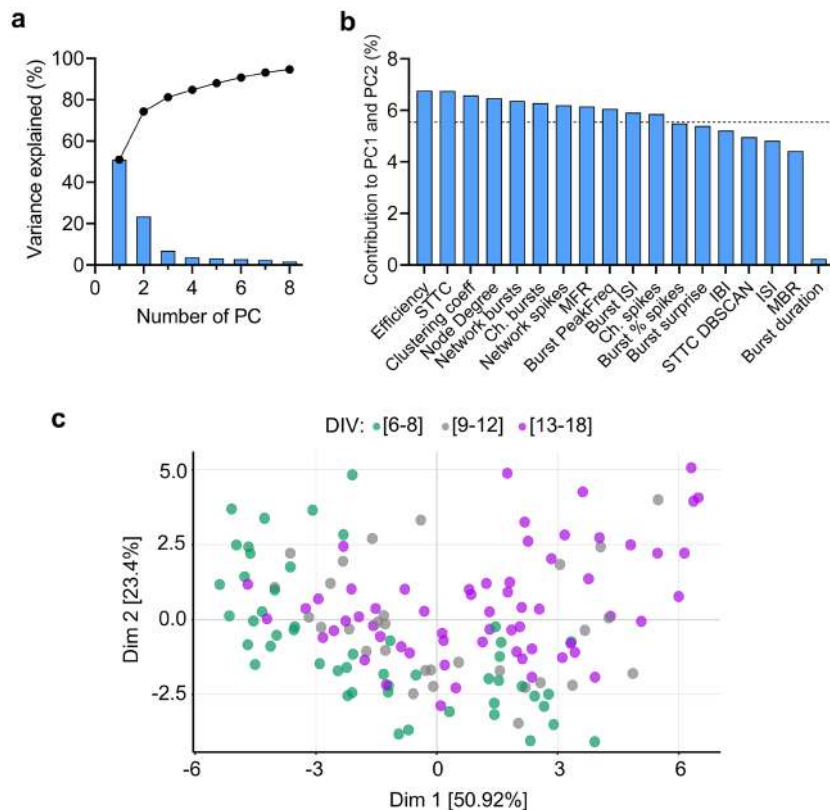 a
Variance explained (%)
100
80
60
40
20
0
0 2 4 6 8
Number of PC
b
Contribution to PC1 and PC2 (%)
8
6
4
2
0
Efficiency
STTC
Clustering coeff
Node Degree
Network bursts
Ch. bursts
Network spikes
MFR
Burst PeakFreq
Burst ISI
Ch. spikes
Burst % spikes
Burst surprise
IBI
STTC DBSCAN
ISI
MBR
Burst duration
c
DIV: [6-8] [9-12] [13-18]
Dim 2 [23.4%]
5.0
2.5
0.0
-2.5
-6 -3 0 3 6
Dim 1 [50.92%]